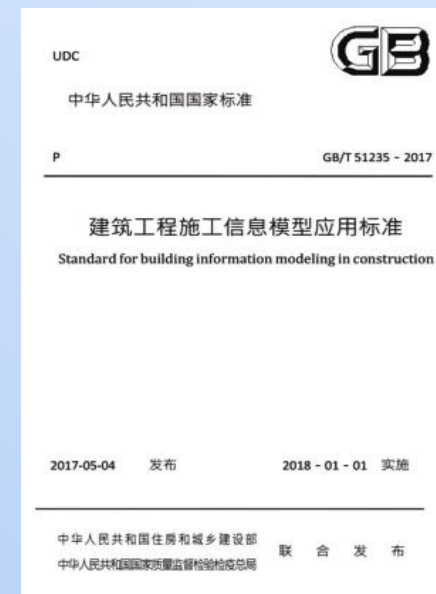 UDC
GB
中华人民共和国国家标准
P
GB/T 51235 - 2017
建筑工程施工信息模型应用标准
Standard for building information modeling in construction
2017-05-04 发布
2018 - 01 - 01 实施
中华人民共和国住房和城乡建设部
中华人民共和国国家质量监督检验检疫总局
联 合 发 布